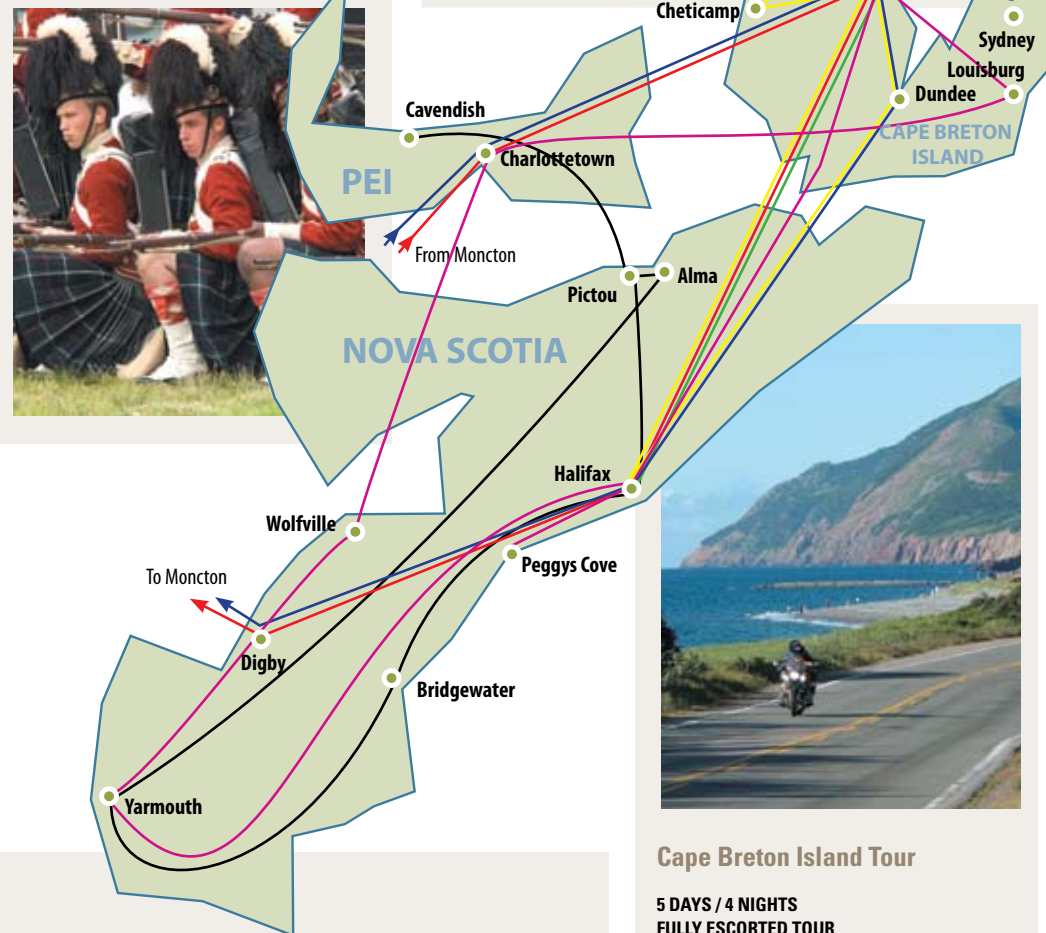 Cheticamp
Sydney
Louisburg
Dundee
Cavendish
CAPE BRETON
ISLAND
Charlottetown
PEI
From Moncton
Pictou
Alma
NOVA SCOTIA
Halifax
Wolfville
Peggys Cove
To Moncton
Digby
Bridgewater
Yarmouth
Cape Breton Island Tour
5 DAYS / 4 NIGHTS
FULLY ESCORTED TOUR